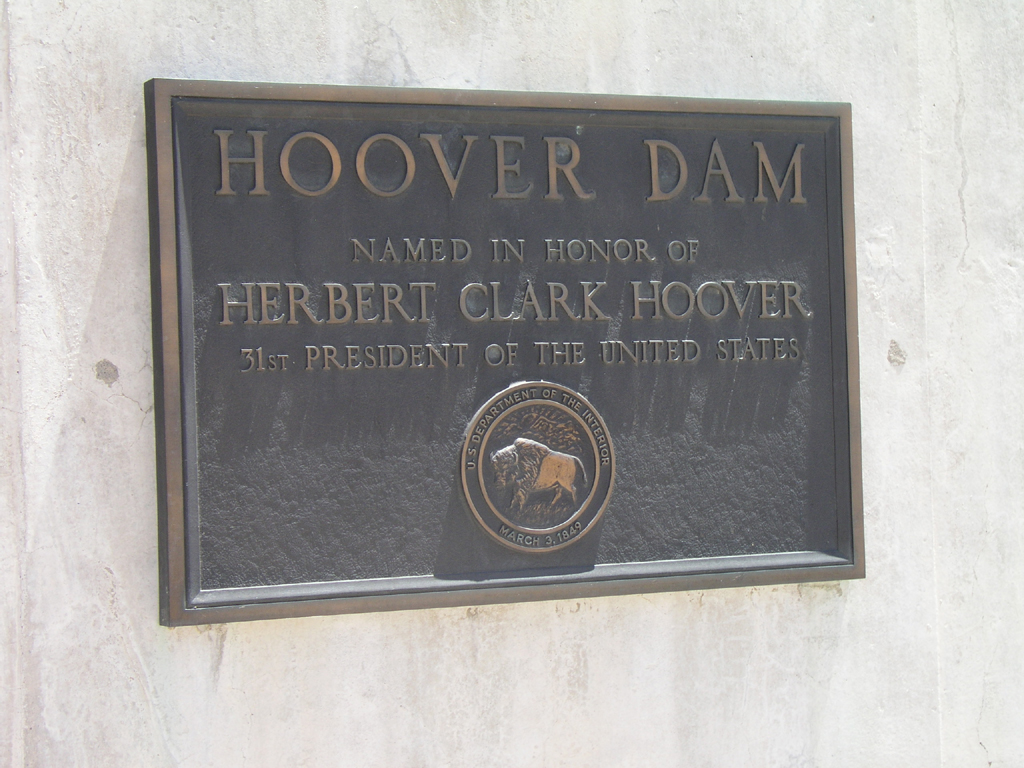 HOOVER DAM
NAMED IN HONOR OF
HERBERT CLARK HOOVER
31ST PRESIDENT OF THE UNITED STATES
U S DEPARTMENT OF THE INTERIOR
MARCH 3, 1849